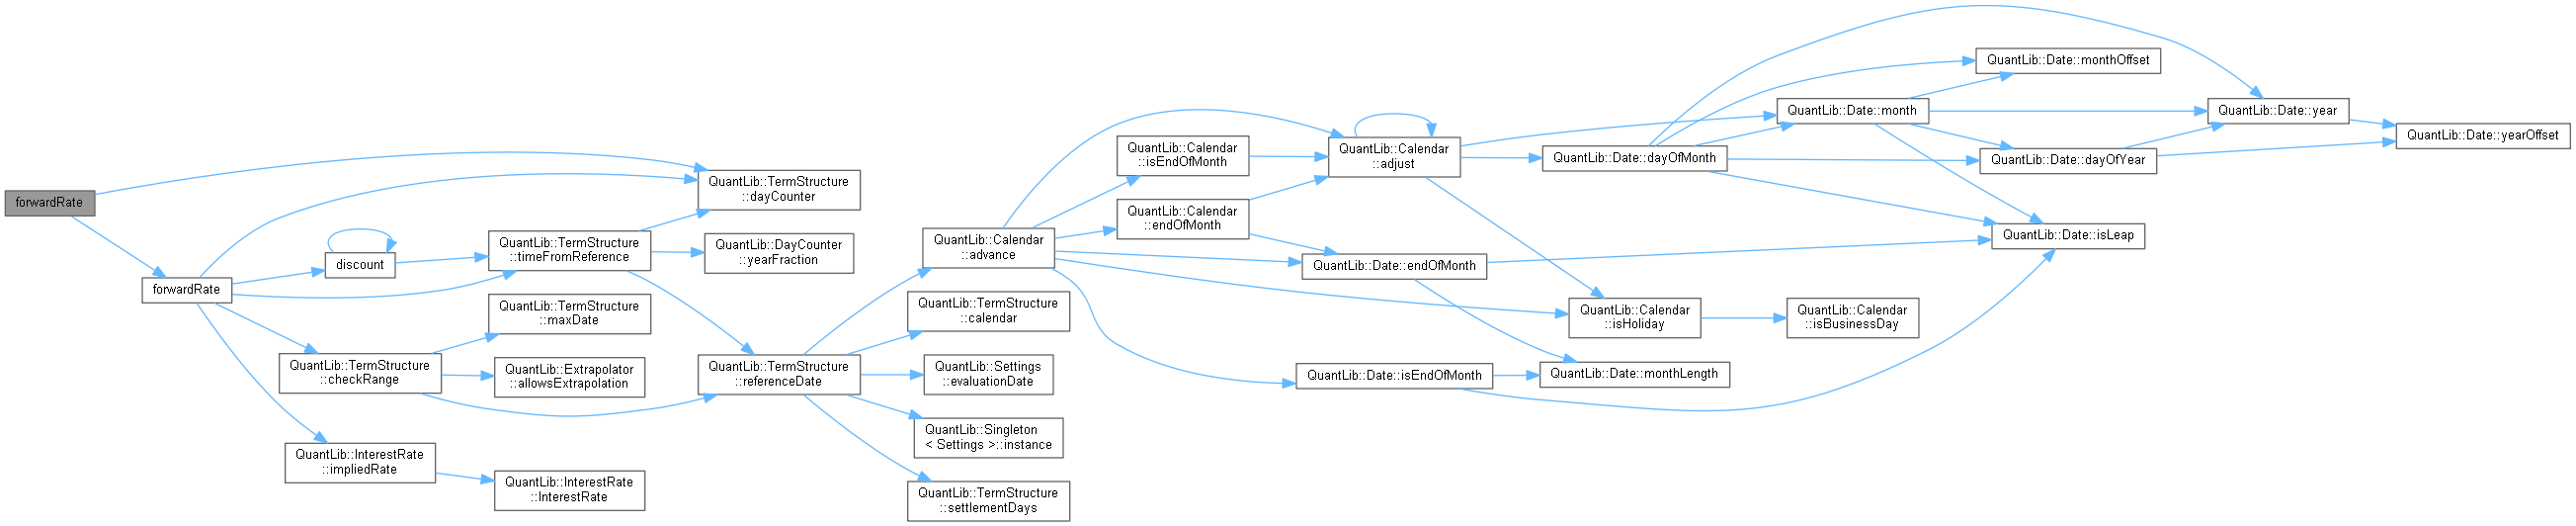 forwardRate
forwardRate
QuantLib::TermStructure
::dayCounter
discount
QuantLib::TermStructure
::timeFromReference
QuantLib::DayCounter
::yearFraction
QuantLib::TermStructure
::checkRange
QuantLib::TermStructure
::maxDate
QuantLib::Extrapolator
::allowsExtrapolation
QuantLib::InterestRate
::impliedRate
QuantLib::InterestRate
::InterestRate
QuantLib::TermStructure
::referenceDate
QuantLib::Calendar
::advance
QuantLib::TermStructure
::calendar
QuantLib::Settings
::evaluationDate
QuantLib::Singleton
< Settings >::instance
QuantLib::TermStructure
::settlementDays
QuantLib::Calendar
::isEndOfMonth
QuantLib::Calendar
::endOfMonth
QuantLib::Calendar
::adjust
QuantLib::Date::endOfMonth
QuantLib::Date::isEndOfMonth
QuantLib::Date::dayOfMonth
QuantLib::Calendar
::isHoliday
QuantLib::Date::monthLength
QuantLib::Date::month
QuantLib::Calendar
::isBusinessDay
QuantLib::Date::monthOffset
QuantLib::Date::dayOfYear
QuantLib::Date::isLeap
QuantLib::Date::year
QuantLib::Date::yearOffset